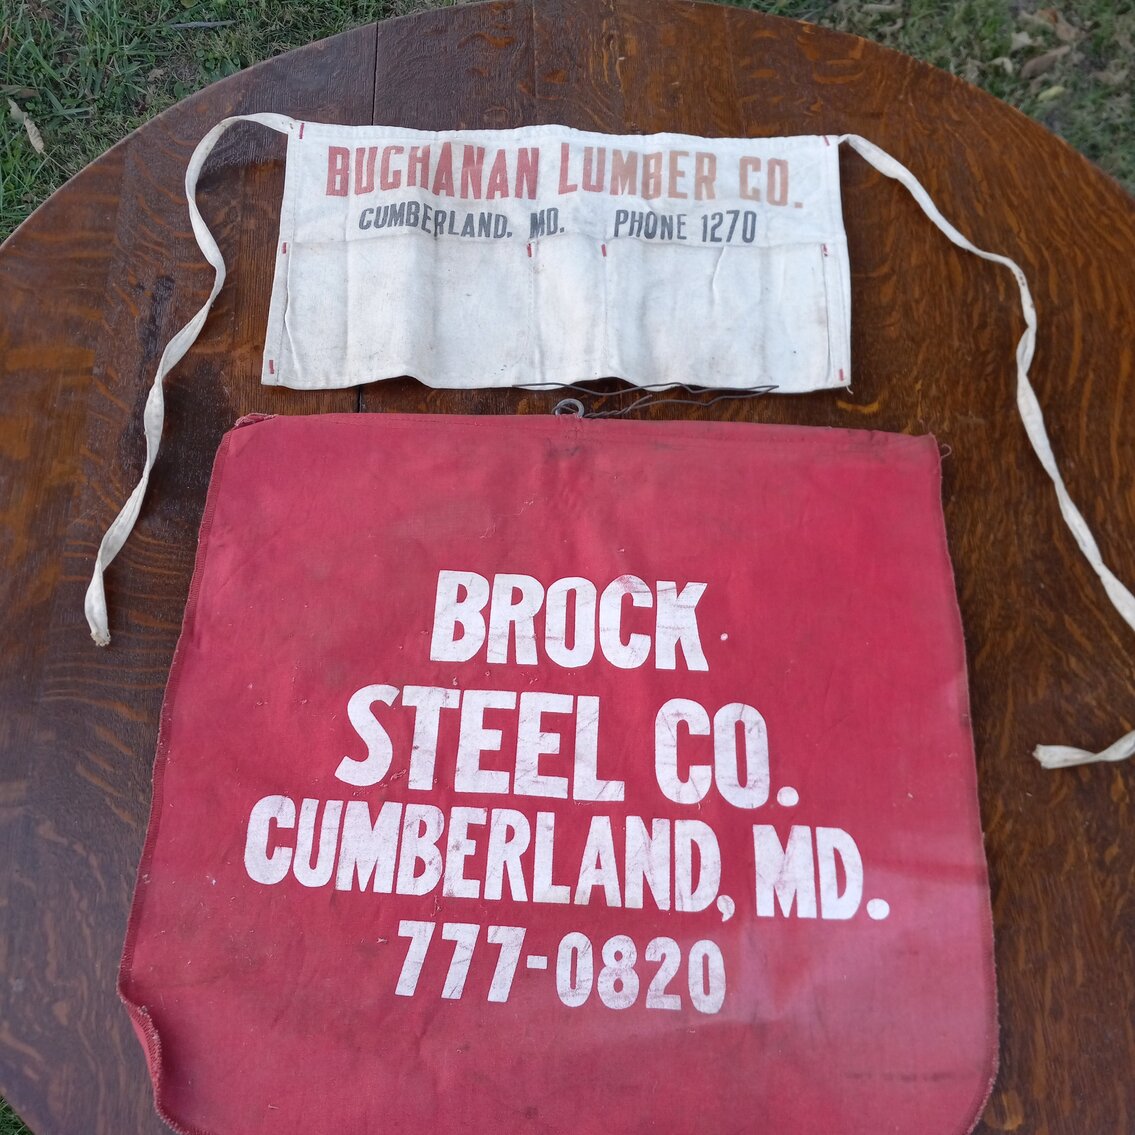 BUCHANAN LUMBER CO.
CUMBERLAND, MD. PHONE 1270
BROCK
STEEL CO.
CUMBERLAND, MD.
777-0820